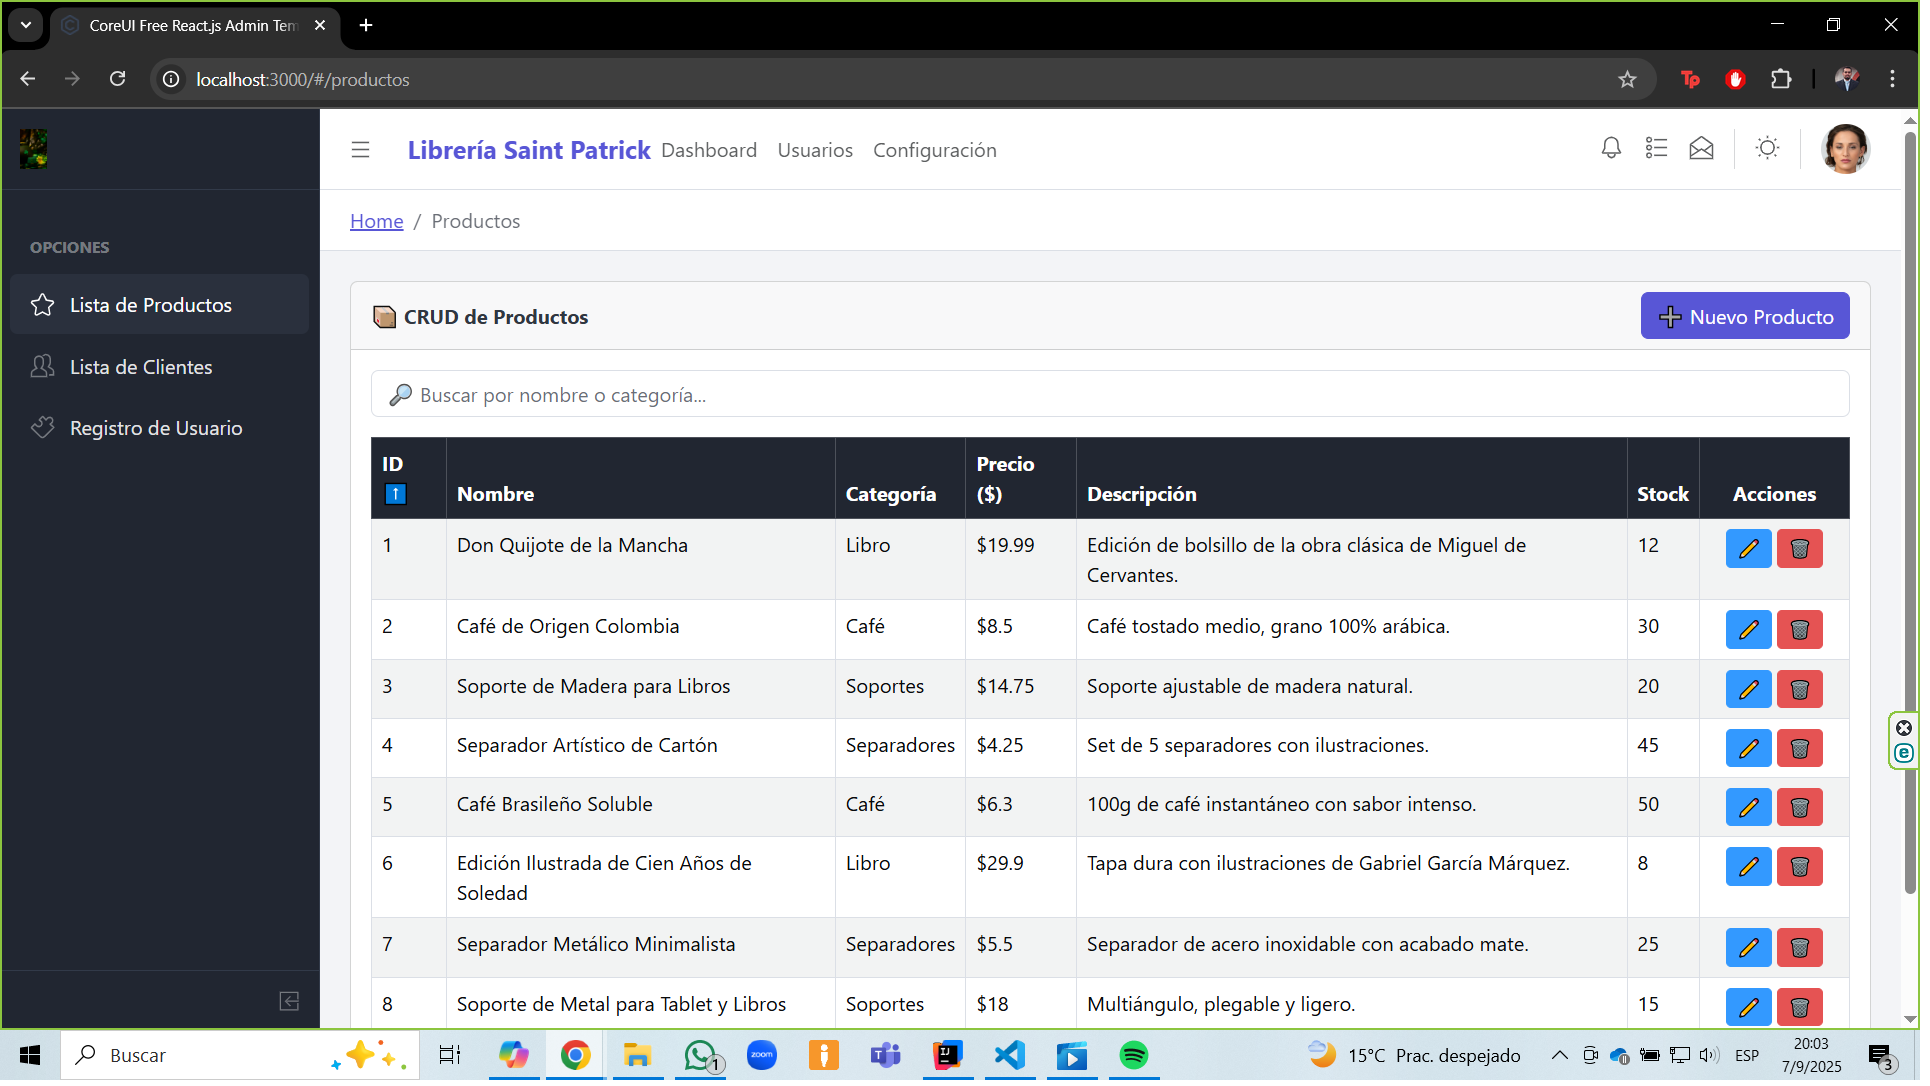 CoreUI Free React.js Admin Tem
localhost:3000/#/productos
Librería Saint Patrick Dashboard Usuarios Configuración
Home / Productos
OPCIONES
Lista de Productos
Lista de Clientes
Registro de Usuario
CRUD de Productos
Nuevo Producto
Buscar por nombre o categoría...
ID Nombre Categoría Precio ($) Descripción Stock Acciones
1 Don Quijote de la Mancha Libro $19.99 Edición de bolsillo de la obra clásica de Miguel de Cervantes. 12
2 Café de Origen Colombia Café $8.5 Café tostado medio, grano 100% arábica. 30
3 Soporte de Madera para Libros Soportes $14.75 Soporte ajustable de madera natural. 20
4 Separador Artístico de Cartón Separadores $4.25 Set de 5 separadores con ilustraciones. 45
5 Café Brasileño Soluble Café $6.3 100g de café instantáneo con sabor intenso. 50
6 Edición Ilustrada de Cien Años de Soledad Libro $29.9 Tapa dura con ilustraciones de Gabriel García Márquez. 8
7 Separador Metálico Minimalista Separadores $5.5 Separador de acero inoxidable con acabado mate. 25
8 Soporte de Metal para Tablet y Libros Soportes $18 Multiángulo, plegable y ligero. 15
Buscar
1
zoom
15°C Prac. despejado
ESP
20:03
7/9/2025
3